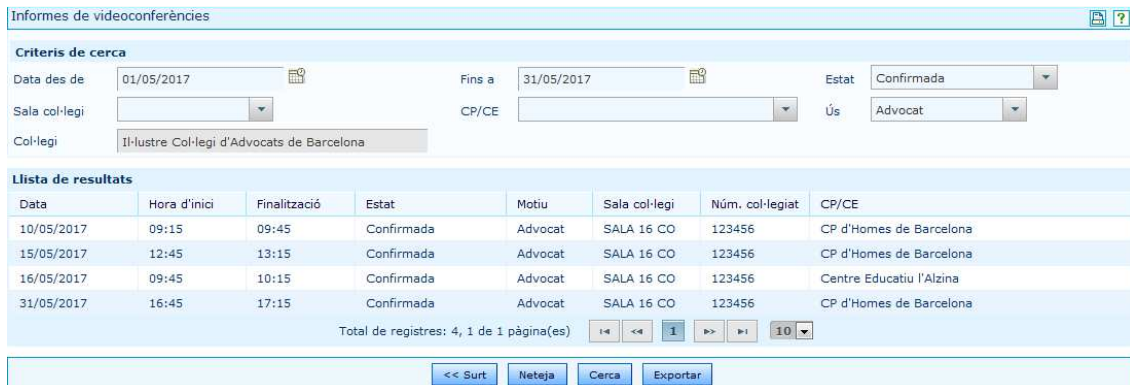 Informes de videoconferències
Criteris de cerca
Data des de 01/05/2017 Fins a 31/05/2017 Estat Confirmada
Sala col·legi CP/CE Ús Advocat
Col·legi Il·lustre Col·legi d'Advocats de Barcelona
Llista de resultats
Data Hora d'inici Finalització Estat Motiu Sala col·legi Núm. col·legiat CP/CE
10/05/2017 09:15 09:45 Confirmada Advocat SALA 16 CO 123456 CP d'Homes de Barcelona
15/05/2017 12:45 13:15 Confirmada Advocat SALA 16 CO 123456 CP d'Homes de Barcelona
16/05/2017 09:45 10:15 Confirmada Advocat SALA 16 CO 123456 Centre Educatiu l'Alzina
31/05/2017 16:45 17:15 Confirmada Advocat SALA 16 CO 123456 CP d'Homes de Barcelona
Total de registres: 4, 1 de 1 pàgina(es) 1 10
<< Surt Neteja Cerca Exportar